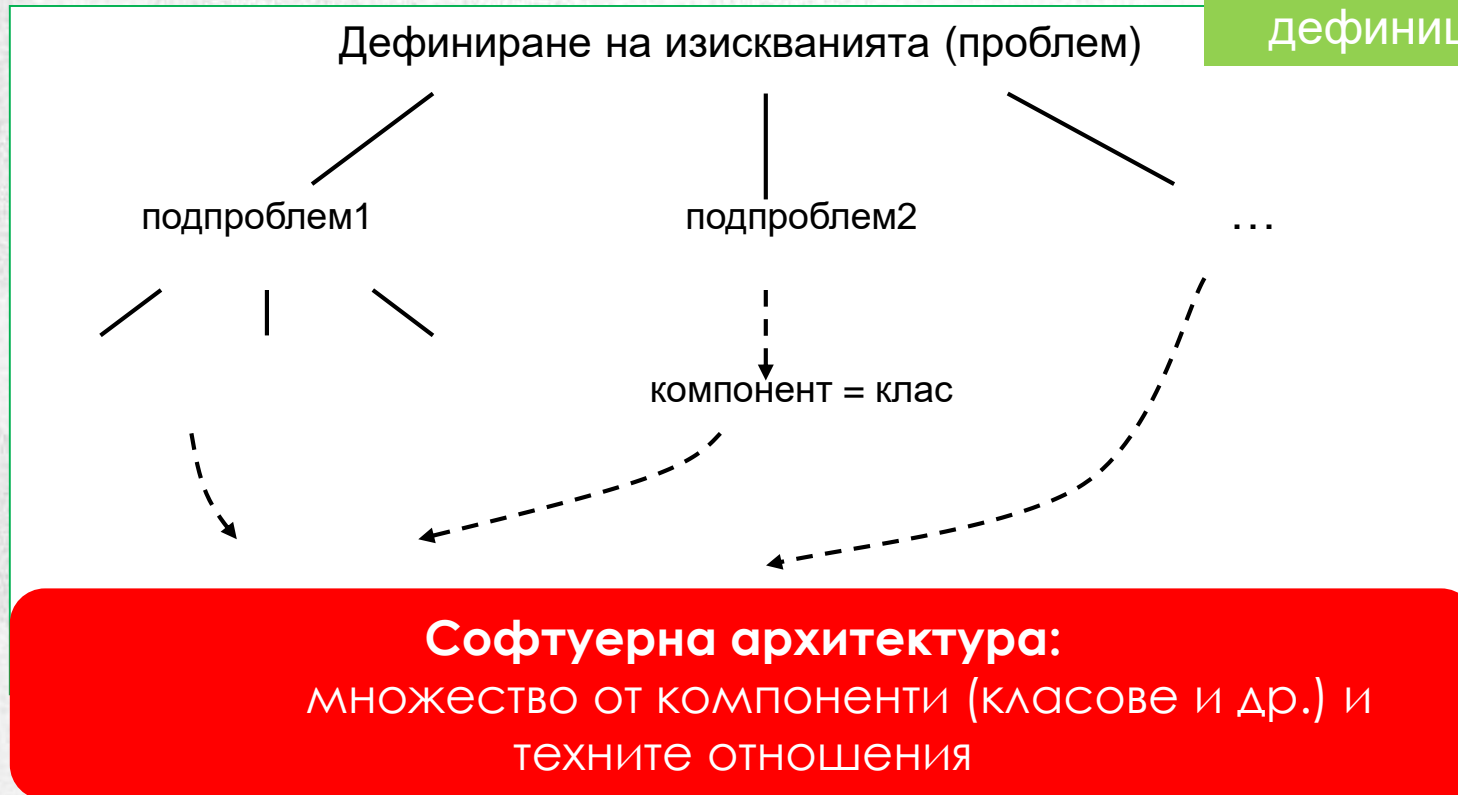 дефиниц
Дефиниране на изискванията (проблем)
подпроблем1 подпроблем2 ...
компонент = клас
Софтуерна архитектура:
множество от компоненти (класове и др.) и
техните отношения